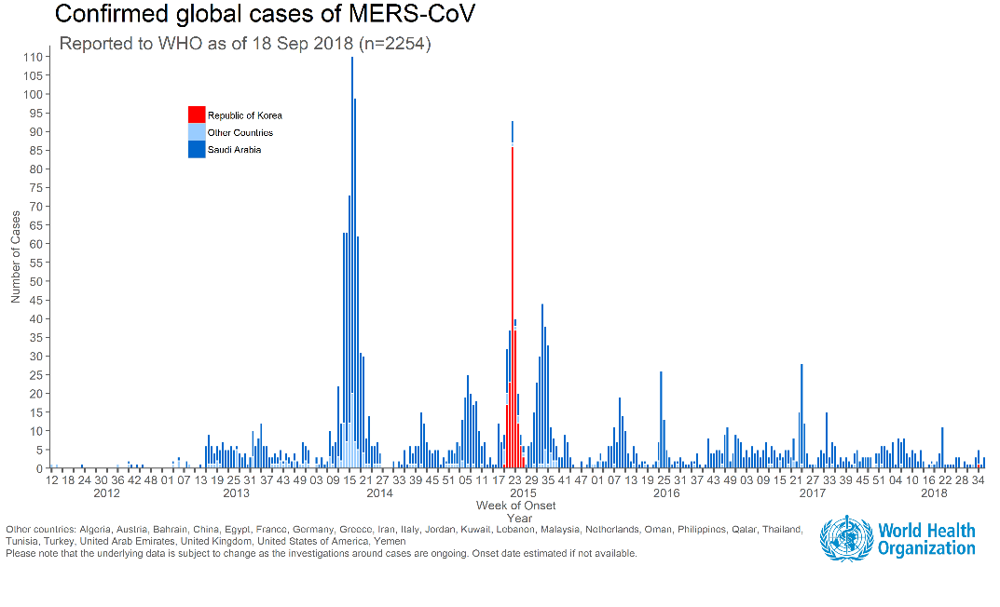 Confirmed global cases of MERS-CoV
Reported to WHO as of 18 Sep 2018 (n=2254)
110
105
100
95
90
85
80
75
70
65
60
55
50
45
40
35
30
25
20
15
10
5
0
Number of Cases
Republic of Korea
Other Countries
Saudi Arabia
12 18 24 30 36 42 48 01 07 13 19 25 31 37 43 49 03 09 15 21 27 33 39 45 51 05 11 17 23 29 35 41 47 01 07 13 19 25 31 37 43 49 03 09 15 21 27 33 39 45 51 04 10 16 22 28 34
2012 2013 2014 2015 2016 2017 2018
Week of Onset
Year
Other countries: Algeria, Austria, Bahrain, China, Egypt, France, Germany, Greece, Iran, Italy, Jordan, Kuwait, Lebanon, Malaysia, Netherlands, Oman, Philippines, Qatar, Thailand,
Tunisia, Turkey, United Arab Emirates, United Kingdom, United States of America, Yemen
Please note that the underlying data is subject to change as the investigations around cases are ongoing. Onset date estimated if not available.
World Health
Organization